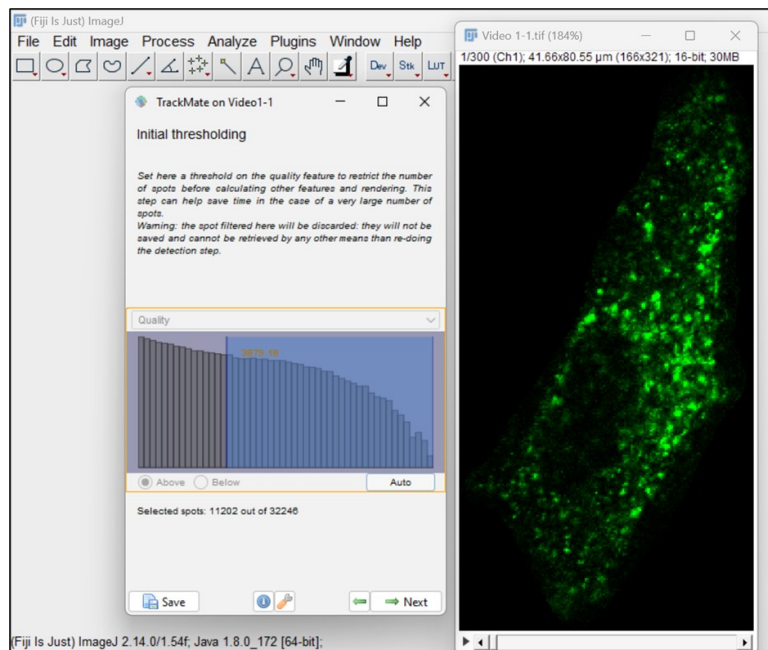 (Fiji Is Just) ImageJ
File Edit Image Process Analyze Plugins Window Help
Dev Stk LUT
TrackMate on Video1-1
Initial thresholding
Set here a threshold on the quality feature to restrict the number
of spots before calculating other features and rendering. This
step can help save time in the case of a very large number of
spots.
Warning: the spot filtered here will be discarded: they will not be
saved and cannot be retrieved by any other means than re-doing
the detection step.
Quality
Above Below Auto
Selected spots: 11202 out of 32246
Save Next
(Fiji Is Just) ImageJ 2.14.0/1.54f; Java 1.8.0_172 [64-bit];
Video 1-1.tif (184%)
1/300 (Ch1); 41.66x80.55 µm (166x321); 16-bit; 30MB